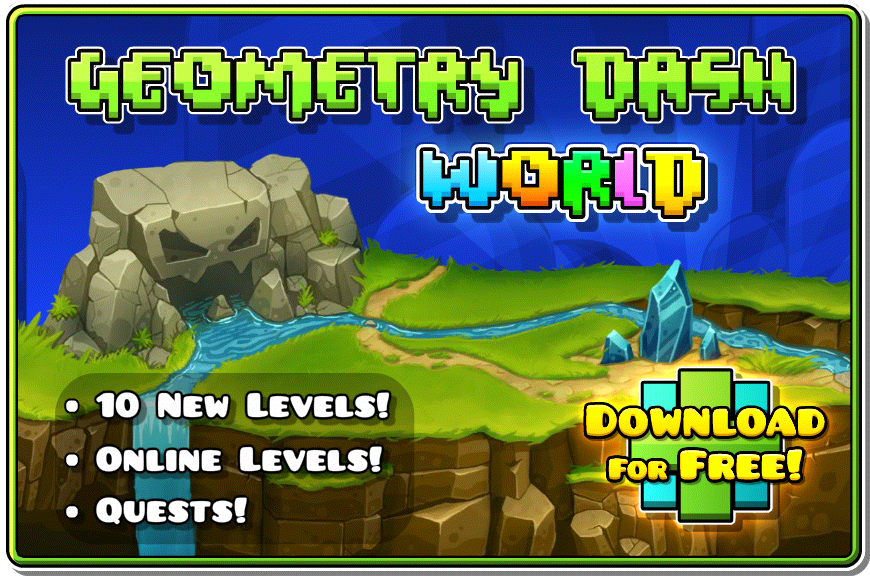 GEOMETRY DASH
WORLD
• 10 New Levels!
• Online Levels!
• Quests!
Download
for Free!